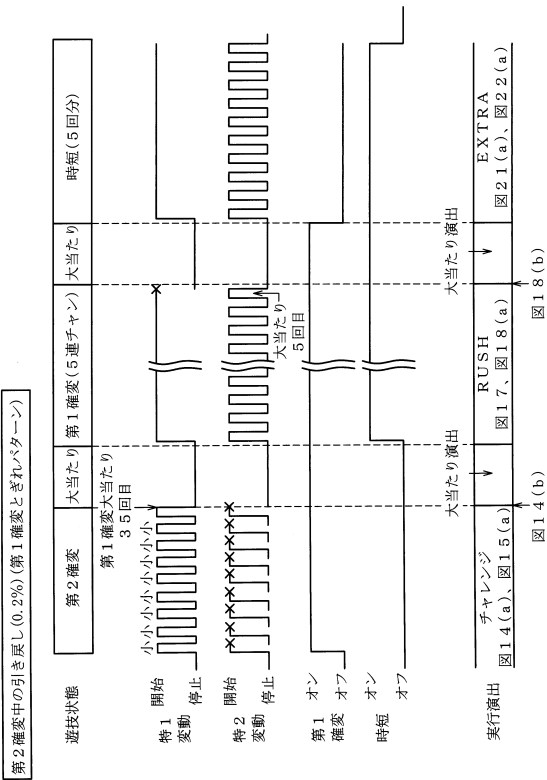 第2確変中の引き戻し(0.2%)(第1確変とぎれパターン)
遊技状態
第2確変
大当たり
第1確変(5連チャン)
大当たり
時短(5回分)
第1確変大当たり
35回目
小小小小小小小小小
特1
変動
開始
停止
特2
変動
開始
停止
大当たり
5回目
第1
確変
オン
オフ
時短
オン
オフ
大当たり演出
大当たり演出
実行演出
チャレンジ
図14(a)、図15(a)
RUSH
図17、図18(a)
EXTRA
図21(a)、図22(a)
図14(b)
図18(b)